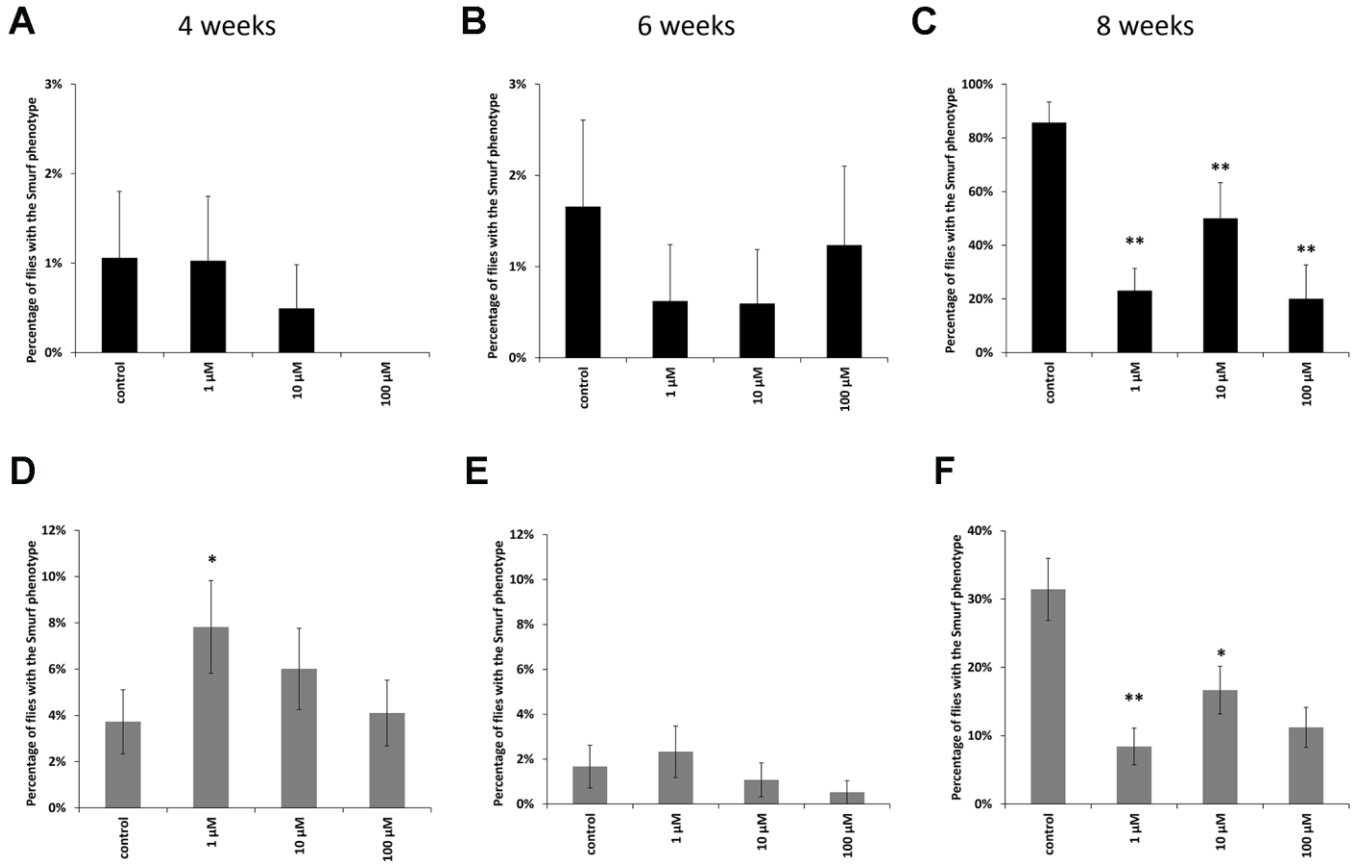 A
4 weeks
B
6 weeks
C
8 weeks
Percentage of flies with the Smurf phenotype
3%
2%
1%
0%
control
1 μM
10 μM
100 μM
Percentage of flies with the Smurf phenotype
3%
2%
1%
0%
control
1 μM
10 μM
100 μM
Percentage of flies with the Smurf phenotype
100%
80%
60%
40%
20%
0%
**
**
**
control
1 μM
10 μM
100 μM
D
E
F
Percentage of flies with the Smurf phenotype
12%
10%
8%
6%
4%
2%
0%
*
control
1 μM
10 μM
100 μM
Percentage of flies with the Smurf phenotype
12%
10%
8%
6%
4%
2%
0%
control
1 μM
10 μM
100 μM
Percentage of flies with the Smurf phenotype
40%
30%
20%
10%
0%
**
*
control
1 μM
10 μM
100 μM